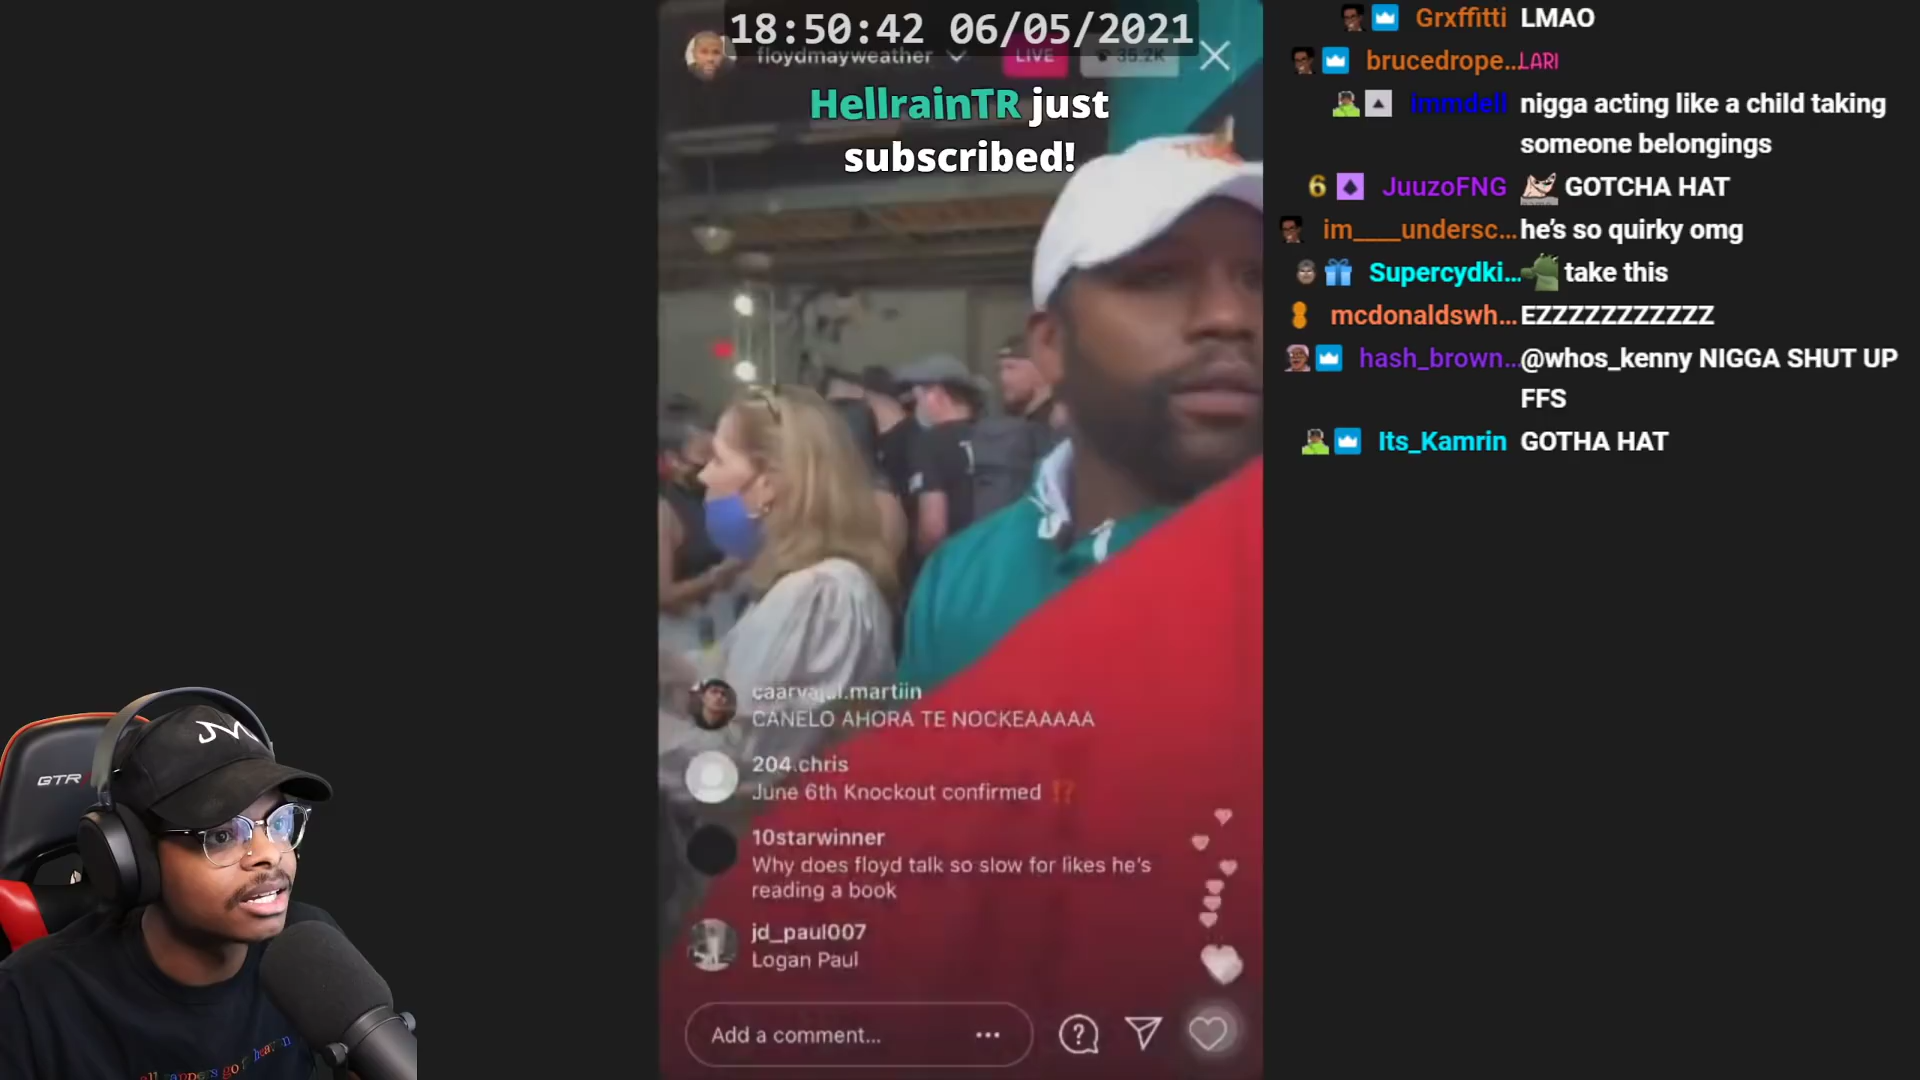 18:50:42 06/05/2021
floydmayweather
LIVE
35.2K
HellrainTR just
subscribed!
caarvajal.martiin
CANELO AHORA TE NOCKEAAAAA
204.chris
June 6th Knockout confirmed ⁉
10starwinner
Why does floyd talk so slow for likes he's
reading a book
jd_paul007
Logan Paul
Add a comment...
Grxffitti LMAO
brucedrope... LARI
immdell nigga acting like a child taking
someone belongings
6 JuuzoFNG GOTCHA HAT
im____undersc... he's so quirky omg
Supercydki... take this
mcdonaldswh... EZZZZZZZZZZZ
hash_brown... @whos_kenny NIGGA SHUT UP
FFS
Its_Kamrin GOTHA HAT
GTR